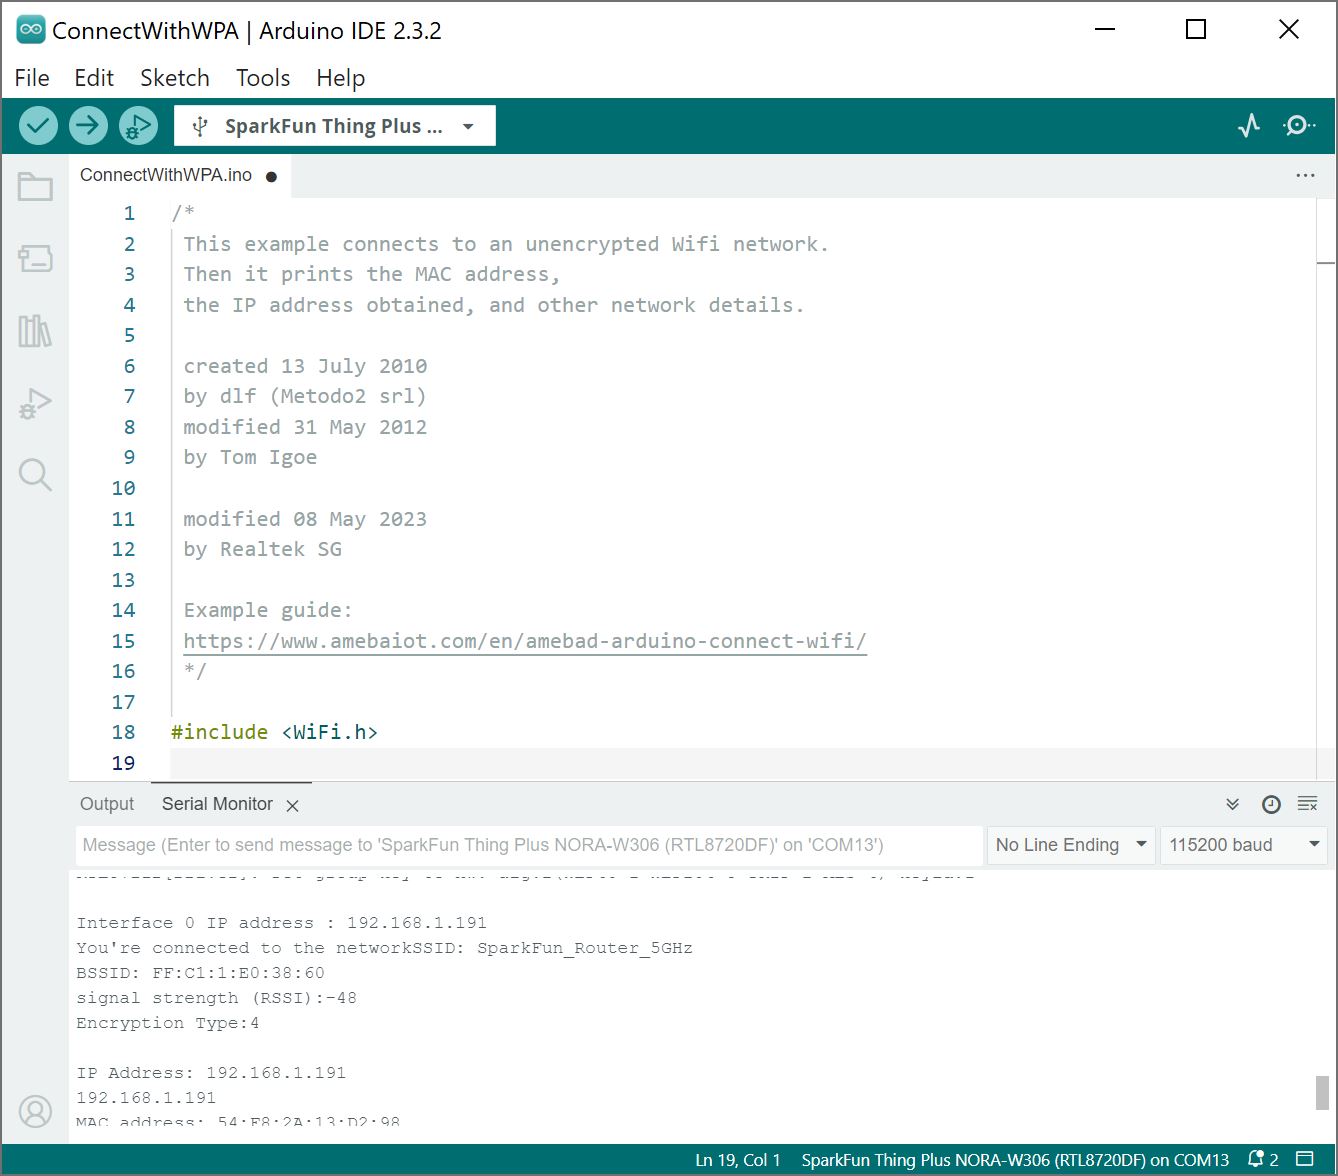 ConnectWithWPA | Arduino IDE 2.3.2
File Edit Sketch Tools Help
SparkFun Thing Plus ...
ConnectWithWPA.ino
1 /*
2 This example connects to an unencrypted Wifi network.
3 Then it prints the MAC address,
4 the IP address obtained, and other network details.
5
6 created 13 July 2010
7 by dlf (Metodo2 srl)
8 modified 31 May 2012
9 by Tom Igoe
10
11 modified 08 May 2023
12 by Realtek SG
13
14 Example guide:
15 https://www.amebaiot.com/en/amebad-arduino-connect-wifi/
16 */
17
18 #include <WiFi.h>
19
Output Serial Monitor
Message (Enter to send message to 'SparkFun Thing Plus NORA-W306 (RTL8720DF)' on 'COM13') No Line Ending 115200 baud
Interface 0 IP address : 192.168.1.191
You're connected to the networkSSID: SparkFun_Router_5GHz
BSSID: FF:C1:1:E0:38:60
signal strength (RSSI):-48
Encryption Type:4
IP Address: 192.168.1.191
192.168.1.191
MAC address: 54:F8:2A:13:D2:98
Ln 19, Col 1 SparkFun Thing Plus NORA-W306 (RTL8720DF) on COM13 2